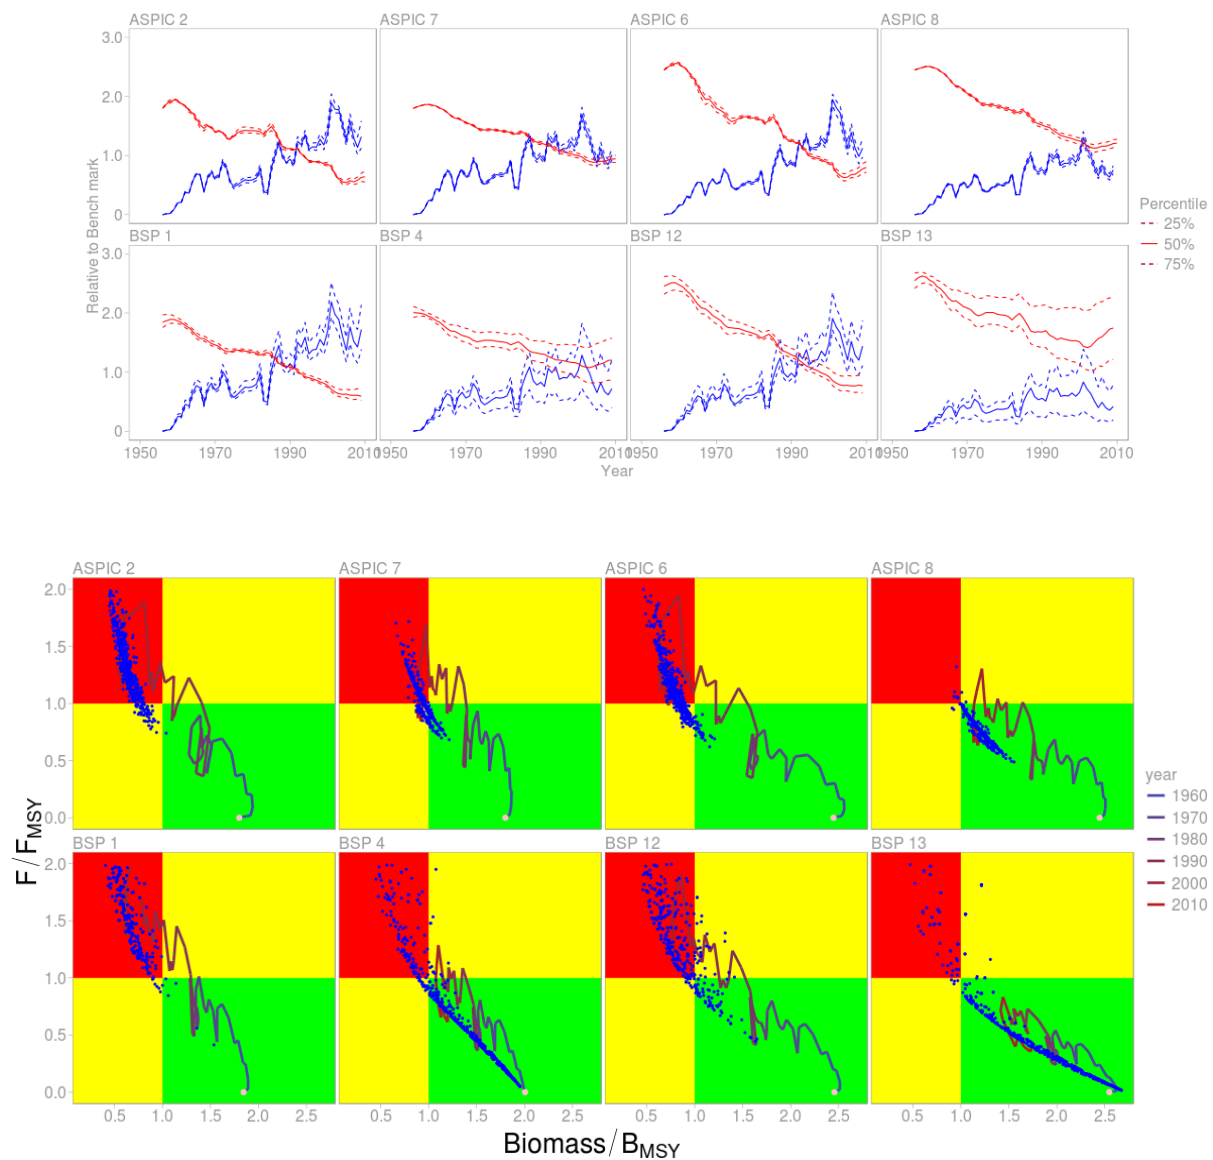 ASPIC 2 ASPIC 7 ASPIC 6 ASPIC 8
3.0
2.0
1.0
0
Relative to Bench mark
BSP 1 BSP 4 BSP 12 BSP 13
3.0
2.0
1.0
0
1950 1970 1990 2010 1950 1970 1990 2010 1950 1970 1990 2010 1950 1970 1990 2010
Year
Percentile
25%
50%
75%
ASPIC 2 ASPIC 7 ASPIC 6 ASPIC 8
2.0
1.5
1.0
0.5
0.0
F/F_MSY
BSP 1 BSP 4 BSP 12 BSP 13
2.0
1.5
1.0
0.5
0.0
0.5 1.0 1.5 2.0 2.5 0.5 1.0 1.5 2.0 2.5 0.5 1.0 1.5 2.0 2.5 0.5 1.0 1.5 2.0 2.5
Biomass/B_MSY
year
1960
1970
1980
1990
2000
2010